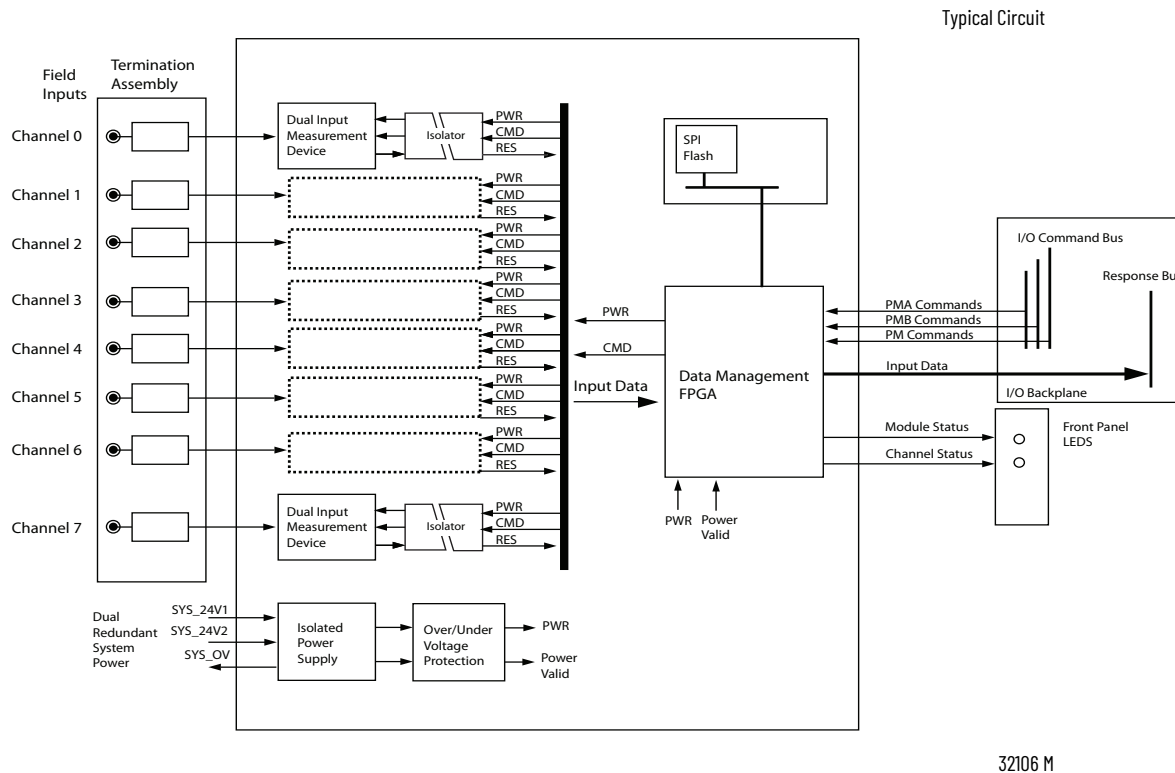 Typical Circuit
Field
Inputs
Termination
Assembly
Channel 0
Channel 1
Channel 2
Channel 3
Channel 4
Channel 5
Channel 6
Channel 7
Dual Input
Measurement
Device
Isolator
PWR
CMD
RES
PWR
CMD
RES
PWR
CMD
RES
PWR
CMD
RES
PWR
CMD
RES
PWR
CMD
RES
PWR
CMD
RES
Dual Input
Measurement
Device
Isolator
PWR
CMD
RES
SPI
Flash
PWR
CMD
Input Data
Data Management
FPGA
PWR
Power
Valid
I/O Command Bus
Response Bu
PMA Commands
PMB Commands
PM Commands
Input Data
I/O Backplane
Module Status
Channel Status
Front Panel
LEDS
Dual
Redundant
System
Power
SYS_24V1
SYS_24V2
SYS_OV
Isolated
Power
Supply
Over/Under
Voltage
Protection
PWR
Power
Valid
32106 M